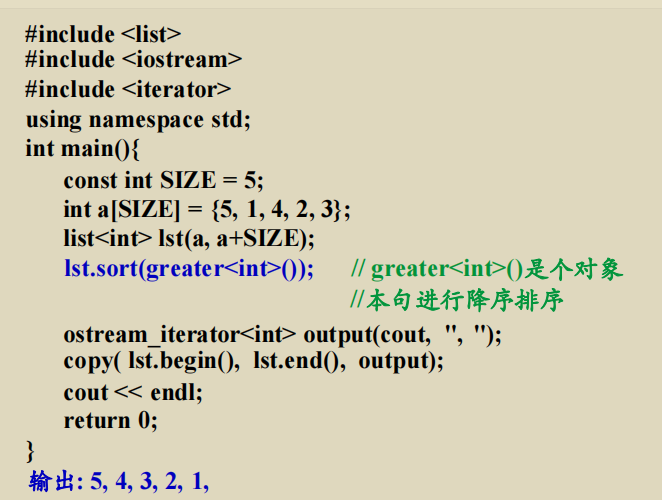 #include <list>
#include <iostream>
#include <iterator>
using namespace std;
int main(){
const int SIZE = 5;
int a[SIZE] = {5, 1, 4, 2, 3};
list<int> lst(a, a+SIZE);
lst.sort(greater<int>()); // greater<int>()是个对象
//本句进行降序排序
ostream_iterator<int> output(cout, ", ");
copy( lst.begin(), lst.end(), output);
cout << endl;
return 0;
}
输出: 5, 4, 3, 2, 1,